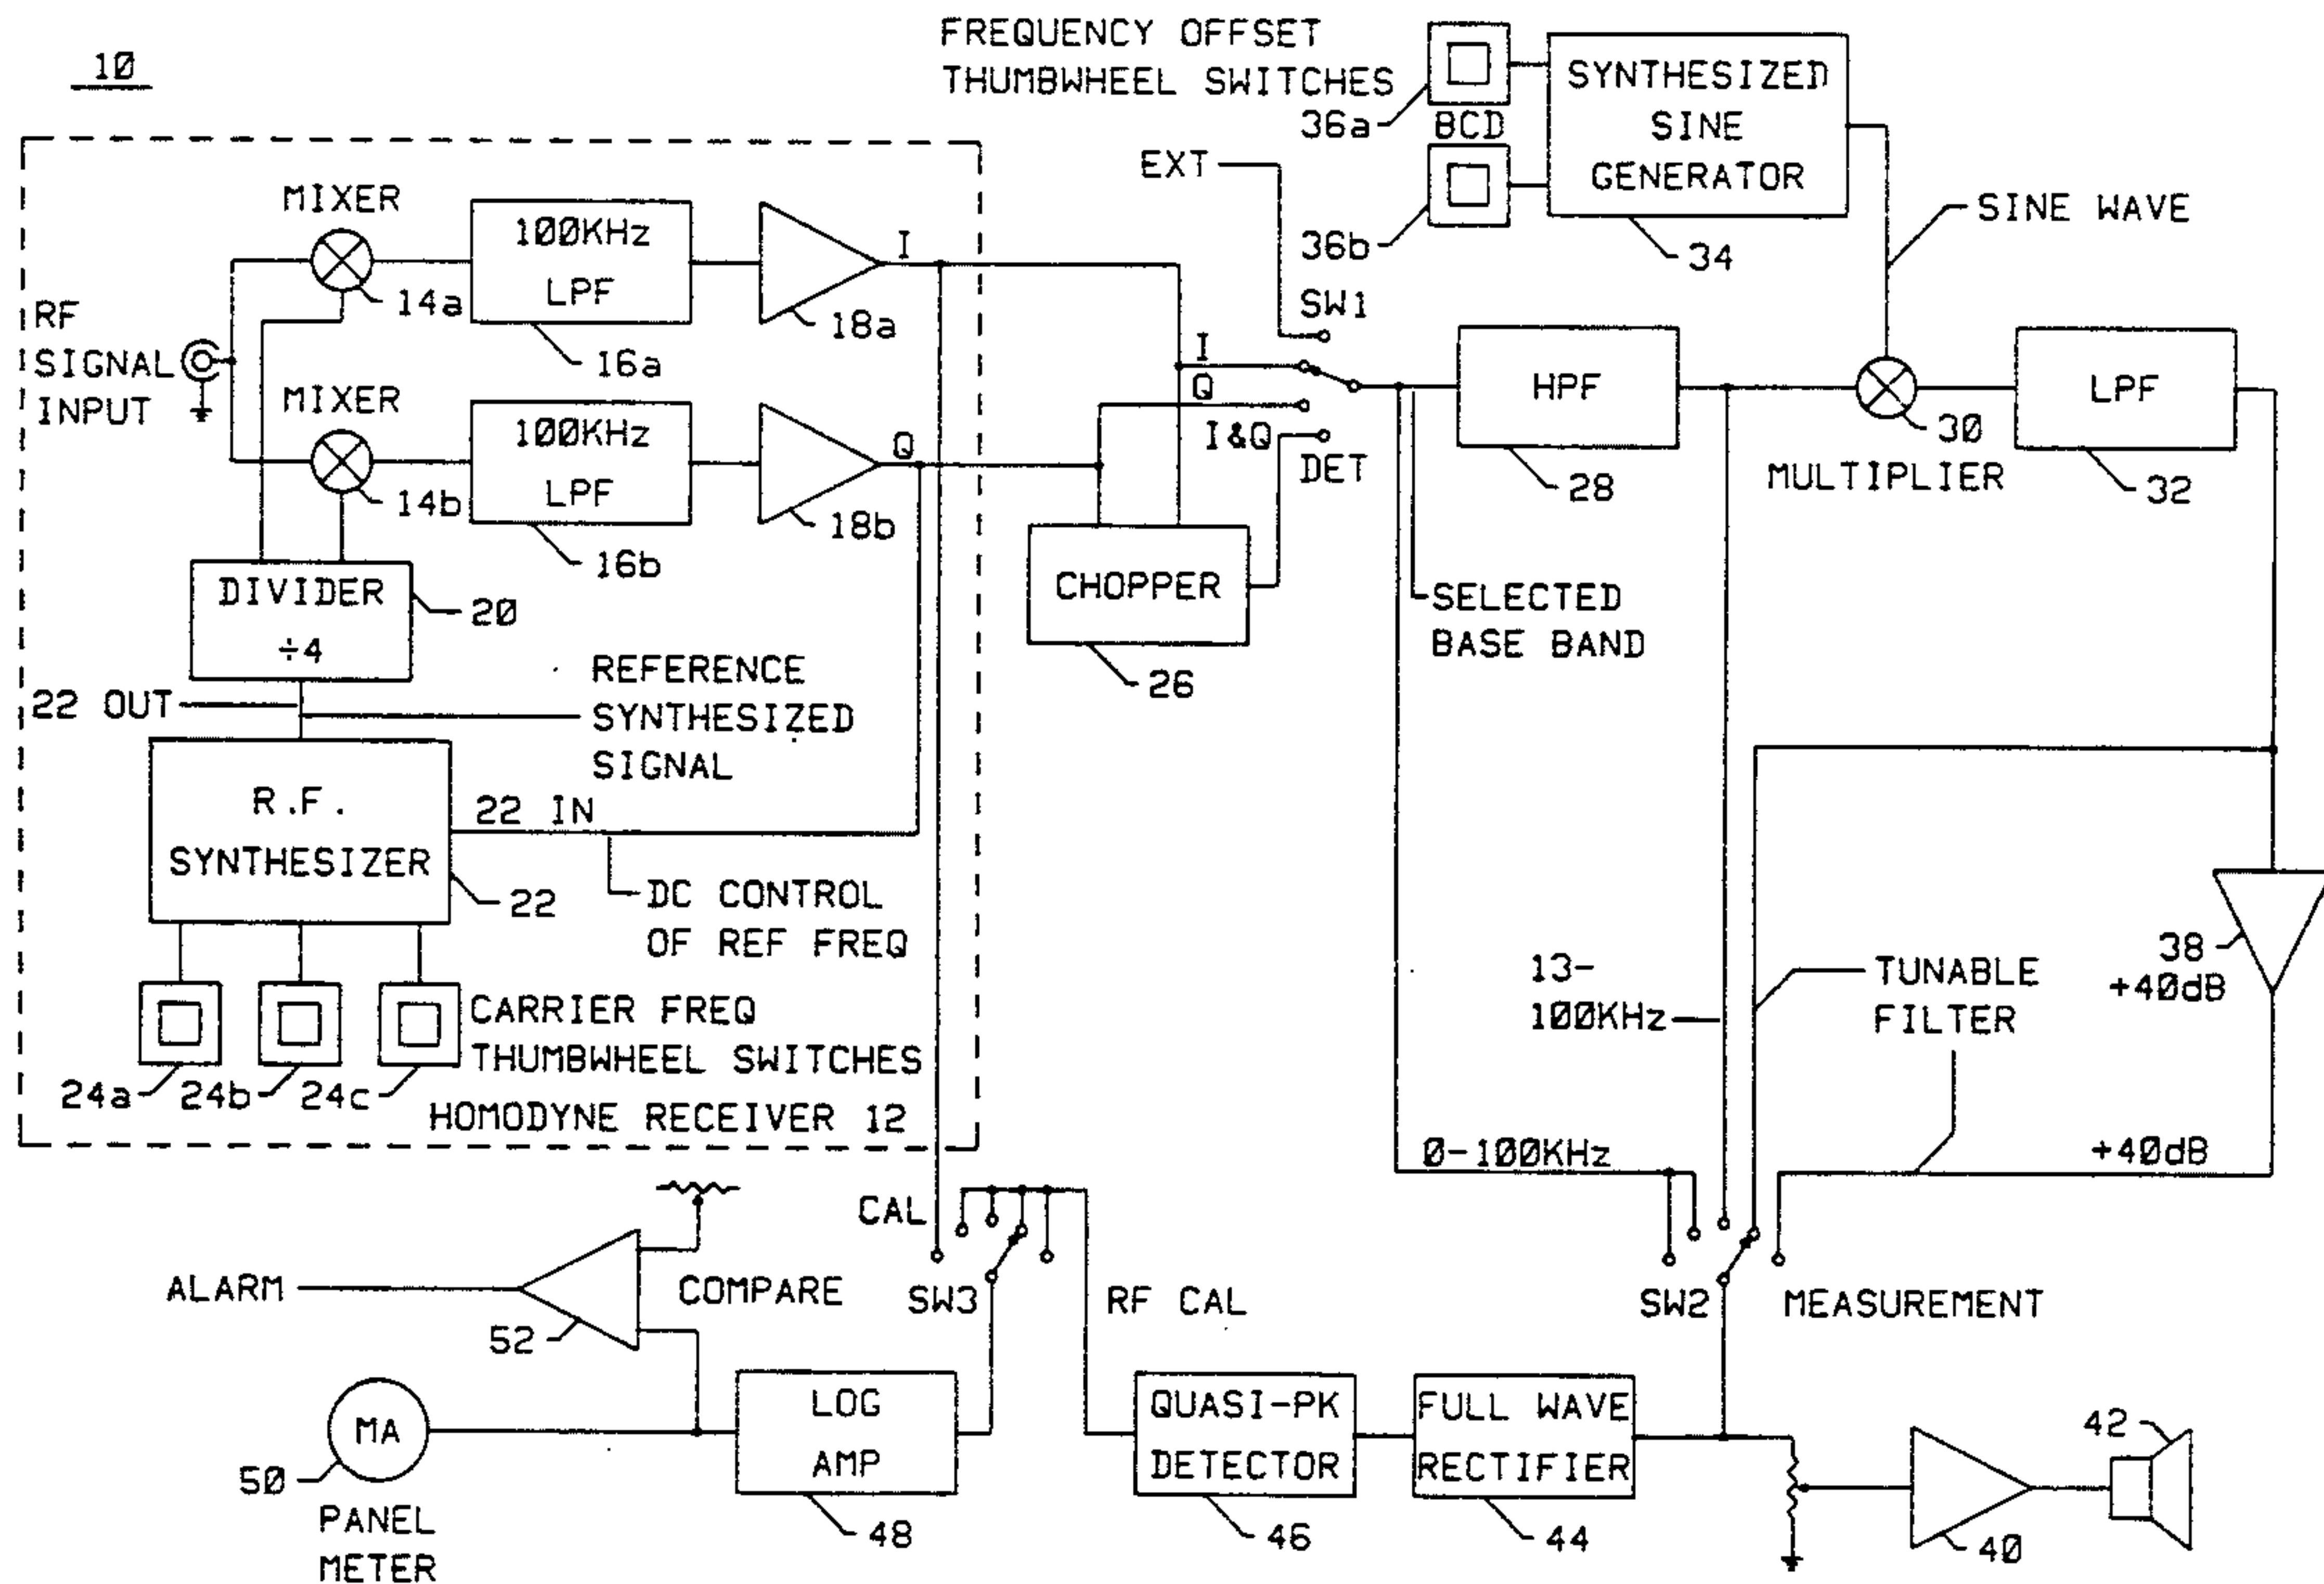 10
FREQUENCY OFFSET
THUMBWHEEL SWITCHES
36a
BCD
36b
SYNTHESIZED
SINE
GENERATOR
34
SINE WAVE
EXT
SW1
I
Q
I&Q
DET
MIXER
14a
100KHz
LPF
16a
I
18a
RF
SIGNAL
INPUT
MIXER
14b
100KHz
LPF
16b
Q
18b
HPF
28
30
MULTIPLIER
LPF
32
DIVIDER
÷4
20
CHOPPER
26
SELECTED
BASE BAND
22 OUT
REFERENCE
SYNTHESIZED
SIGNAL
R.F.
SYNTHESIZER
22
22 IN
DC CONTROL
OF REF FREQ
24a
24b
24c
CARRIER FREQ
THUMBWHEEL SWITCHES
HOMODYNE RECEIVER 12
13-
100KHz
TUNABLE
FILTER
38
+40dB
0-100KHz
+40dB
CAL
SW3
RF CAL
SW2
MEASUREMENT
ALARM
52
COMPARE
MA
50
PANEL
METER
LOG
AMP
48
QUASI-PK
DETECTOR
46
FULL WAVE
RECTIFIER
44
40
42